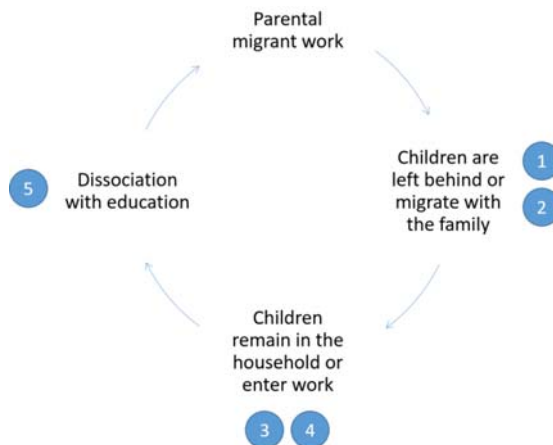 Parental
migrant work
Children are
left behind or
migrate with
the family
1
2
Children
remain in the
household or
enter work
3 4
5
Dissociation
with education